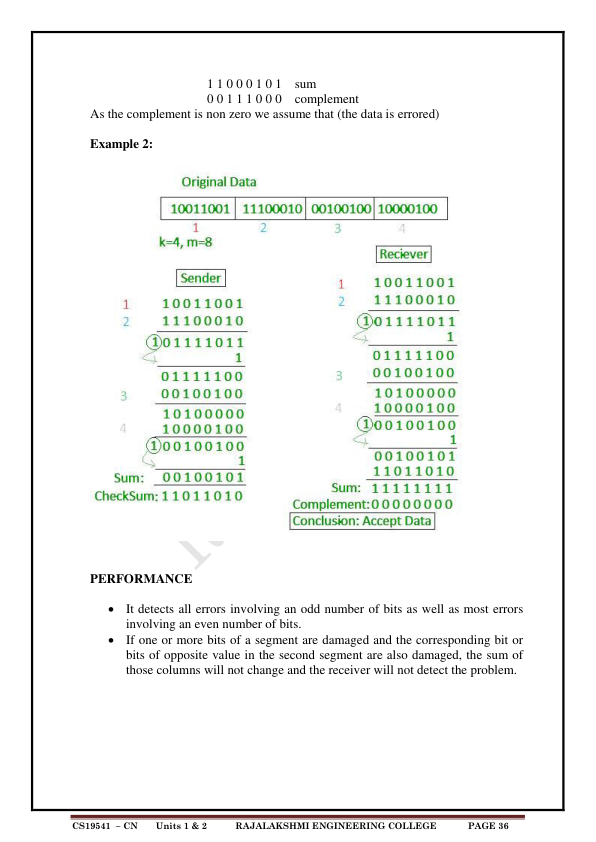 1 1 0 0 0 1 0 1 sum
0 0 1 1 1 0 0 0 complement
As the complement is non zero we assume that (the data is errored)
Example 2:
Original Data
10011001 11100010 00100100 10000100
1 2 3 4
k=4, m=8
Sender
1 10011001
2 11100010
1 01111011
1
01111100
3 00100100
10100000
4 10000100
1 00100100
1
Sum: 00100101
CheckSum: 11011010
Reciever
1 10011001
2 11100010
1 01111011
1
01111100
3 00100100
10100000
4 10000100
1 00100100
1
00100101
11011010
Sum: 11111111
Complement: 00000000
Conclusion: Accept Data
PERFORMANCE
• It detects all errors involving an odd number of bits as well as most errors
involving an even number of bits.
• If one or more bits of a segment are damaged and the corresponding bit or
bits of opposite value in the second segment are also damaged, the sum of
those columns will not change and the receiver will not detect the problem.
CS19541 – CN Units 1 & 2 RAJALAKSHMI ENGINEERING COLLEGE PAGE 36